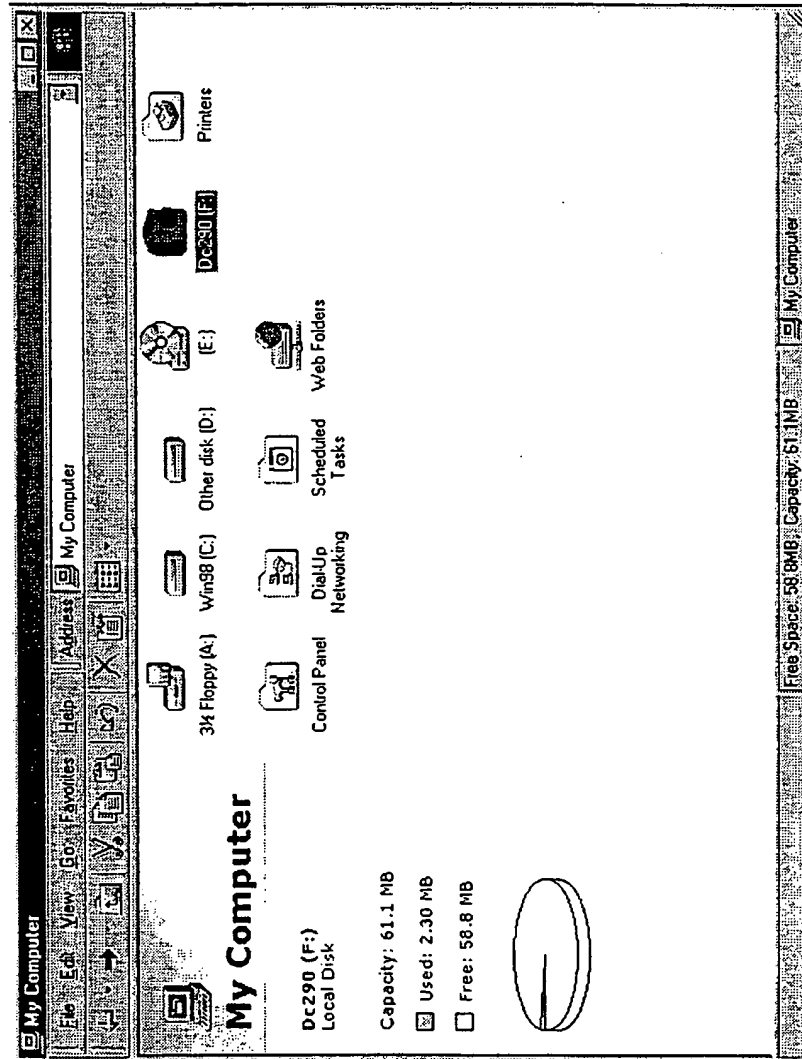 My Computer
File Edit View Go Favorites Help Address My Computer
3½ Floppy (A:) Win98 (C:) Other disk (D:) (E:) Dc290 (F:) Printers
Control Panel Dial-Up Networking Scheduled Tasks Web Folders
My Computer
Dc290 (F:)
Local Disk
Capacity: 61.1 MB
Used: 2.30 MB
Free: 58.8 MB
Free Space: 58.8MB, Capacity: 61.1MB My Computer